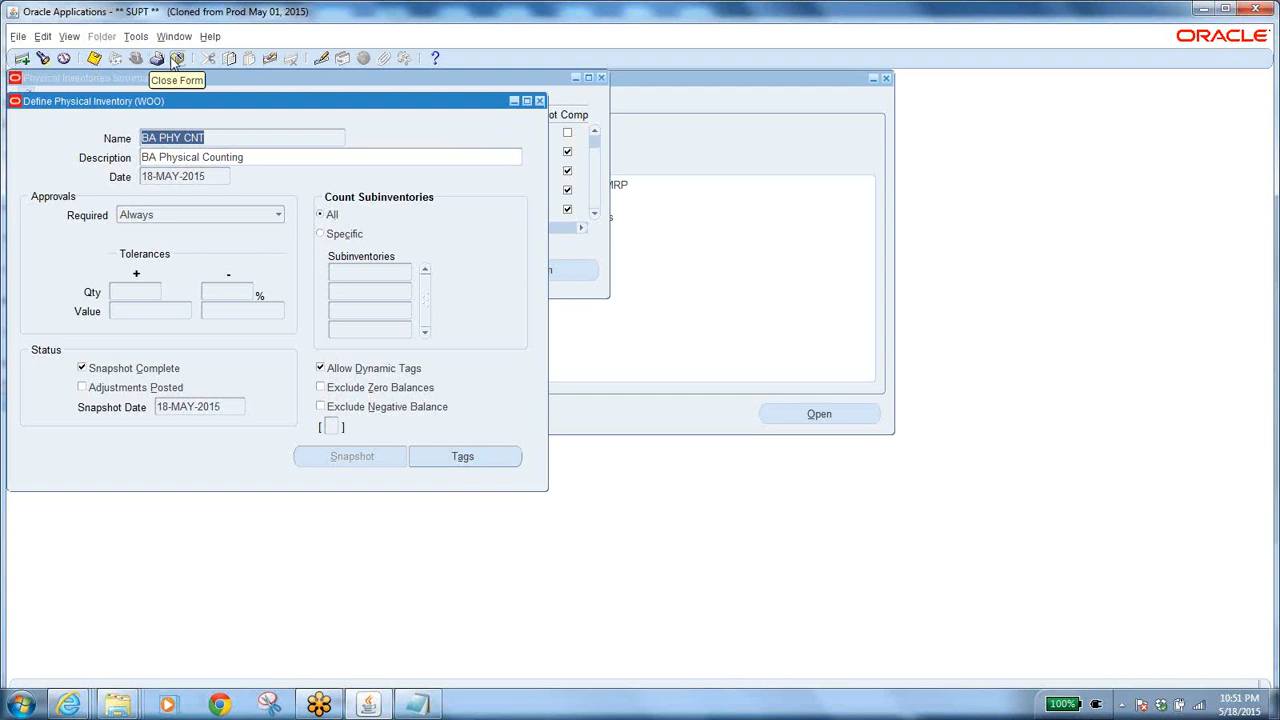 Oracle Applications - ** SUPT ** (Cloned from Prod May 01, 2015)
File Edit View Folder Tools Window Help
ORACLE
Close Form
Physical Inventories Summa
Define Physical Inventory (WOO)
ot Comp
Name BA PHY CNT
Description BA Physical Counting
Date 18-MAY-2015
MRP
s
Approvals
Required Always
Count Subinventories
All
Specific
Tolerances
+ -
Subinventories
Qty %
Value
n
Status
Snapshot Complete
Adjustments Posted
Snapshot Date 18-MAY-2015
Allow Dynamic Tags
Exclude Zero Balances
Exclude Negative Balance
[ ]
Open
Snapshot Tags
100%
10:51 PM
5/18/2015